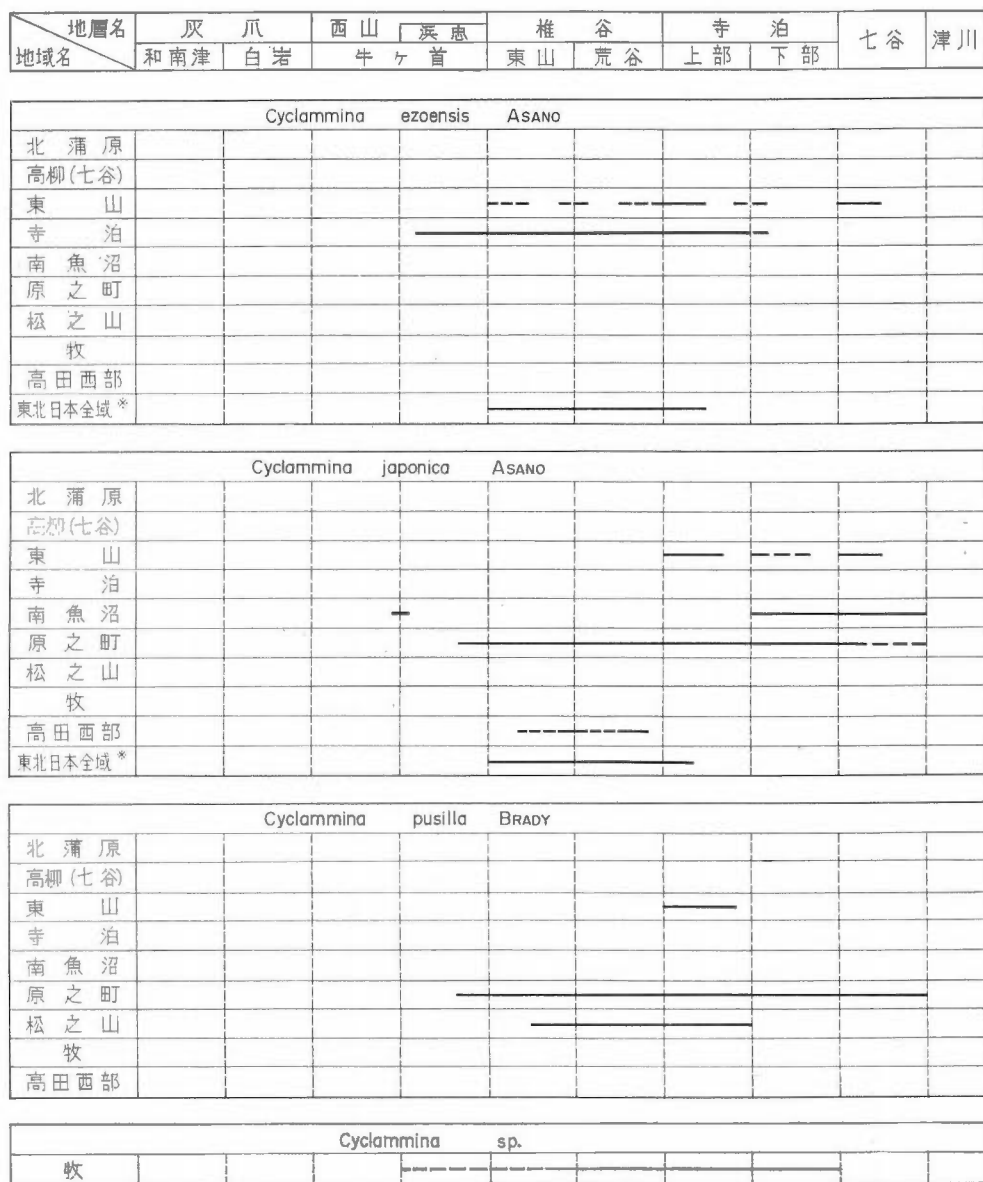 地層名 灰爪 西山 浜忠 椎谷 寺泊 七谷 津川
地域名 和南津 白岩 牛ヶ首 東山 荒谷 上部 下部
Cyclammina ezoensis ASANO
北蒲原
高柳(七谷)
東山
寺泊
南魚沼
原之町
松之山
牧
高田西部
東北日本全域※
Cyclammina japonica ASANO
北蒲原
高柳(七谷)
東山
寺泊
南魚沼
原之町
松之山
牧
高田西部
東北日本全域※
Cyclammina pusilla BRADY
北蒲原
高柳(七谷)
東山
寺泊
南魚沼
原之町
松之山
牧
高田西部
Cyclammina sp.
牧